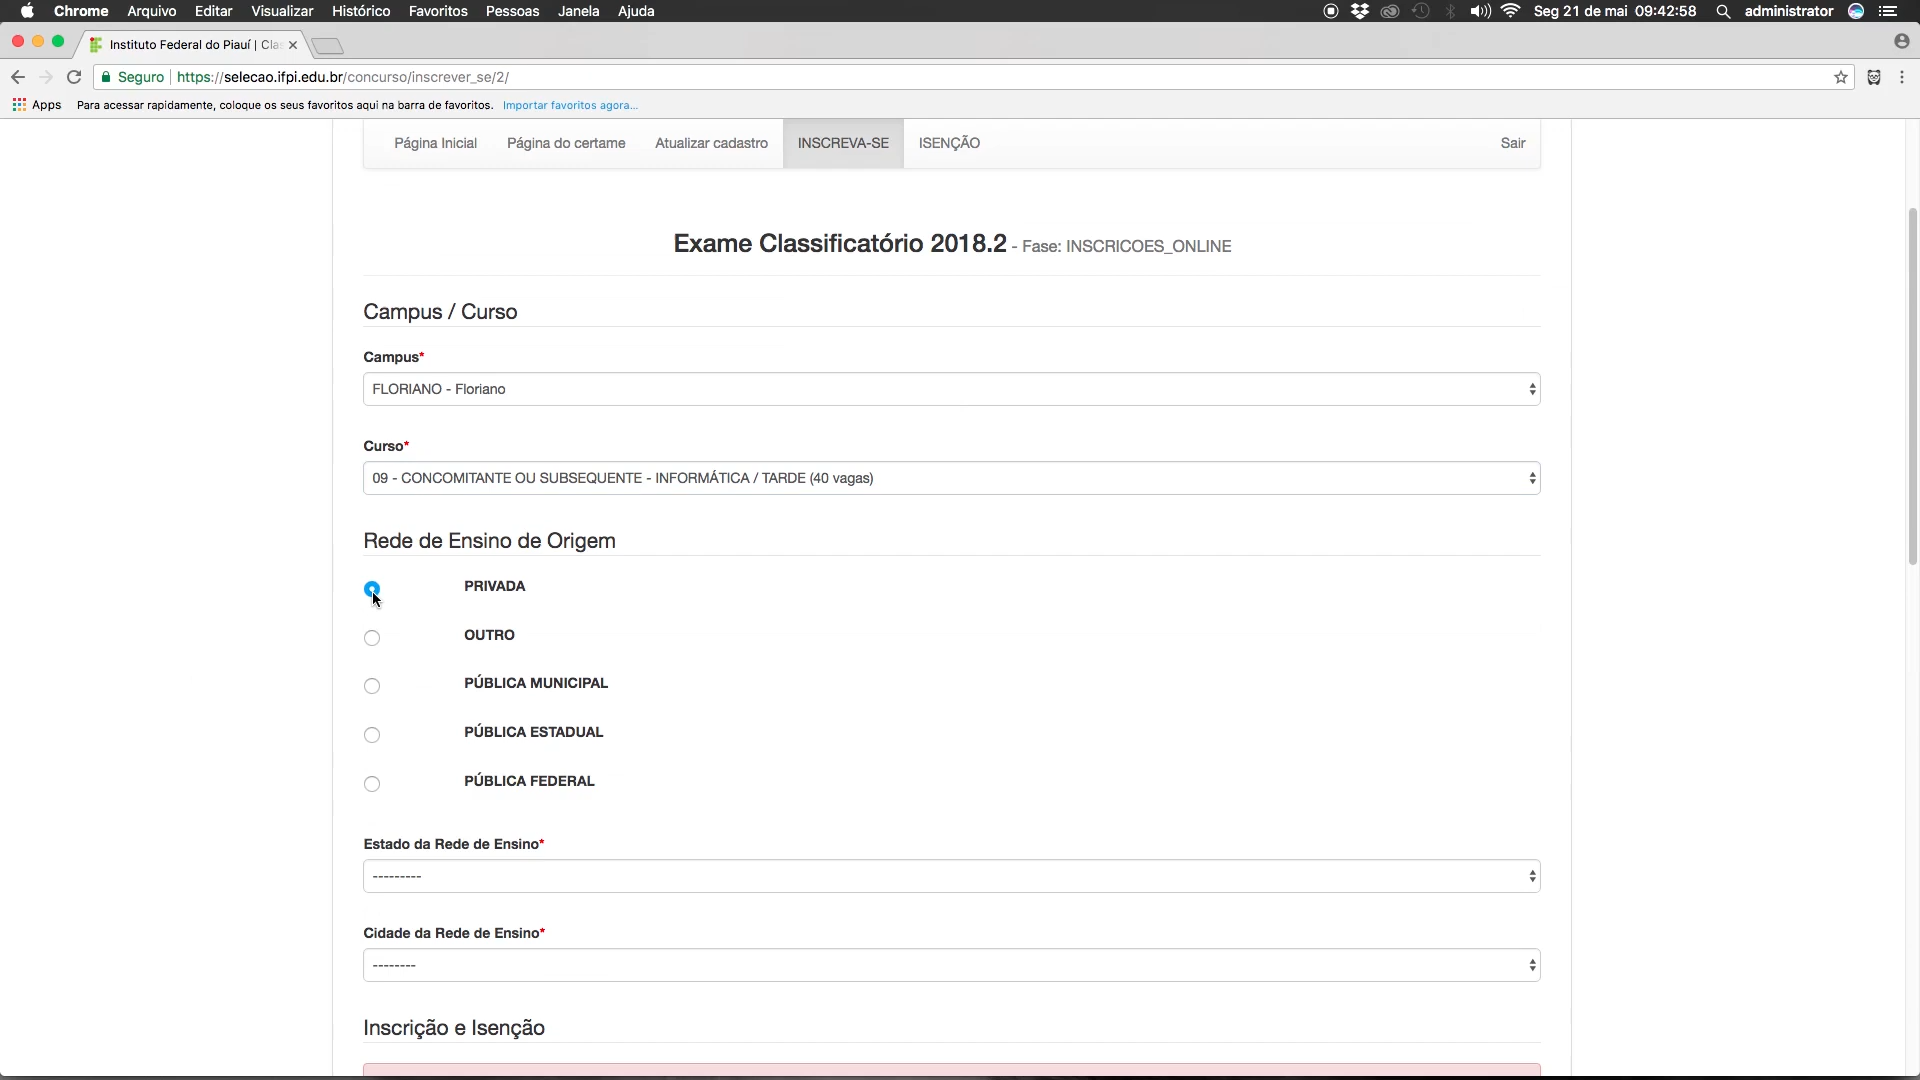 Chrome Arquivo Editar Visualizar Histórico Favoritos Pessoas Janela Ajuda Seg 21 de mai 09:42:58 administrator
Instituto Federal do Piauí | Cla
Seguro https://selecao.ifpi.edu.br/concurso/inscrever_se/2/
Apps Para acessar rapidamente, coloque os seus favoritos aqui na barra de favoritos. Importar favoritos agora...
Página Inicial Página do certame Atualizar cadastro INSCREVA-SE ISENÇÃO Sair
Exame Classificatório 2018.2 - Fase: INSCRICOES_ONLINE
Campus / Curso
Campus*
FLORIANO - Floriano
Curso*
09 - CONCOMITANTE OU SUBSEQUENTE - INFORMÁTICA / TARDE (40 vagas)
Rede de Ensino de Origem
PRIVADA
OUTRO
PÚBLICA MUNICIPAL
PÚBLICA ESTADUAL
PÚBLICA FEDERAL
Estado da Rede de Ensino*
---------
Cidade da Rede de Ensino*
--------
Inscrição e Isenção